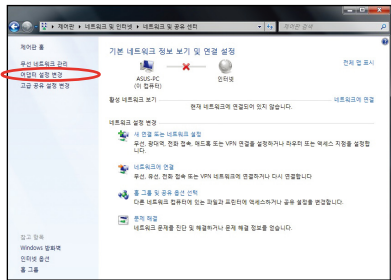 제어판 ▸ 네트워크 및 인터넷 ▸ 네트워크 및 공유 센터
제어판 검색
제어판 홈
무선 네트워크 관리
어댑터 설정 변경
고급 공유 설정 변경
기본 네트워크 정보 보기 및 연결 설정
전체 맵 표시
ASUS-PC
(이 컴퓨터)
인터넷
활성 네트워크 보기
네트워크에 연결
현재 네트워크에 연결되어 있지 않습니다.
네트워크 설정 변경
새 연결 또는 네트워크 설정
무선, 광대역, 전화 접속, 애드혹 또는 VPN 연결을 설정하거나 라우터 또는 액세스 지점을 설정합
니다.
네트워크에 연결
무선, 유선, 전화 접속 또는 VPN 네트워크에 연결하거나 다시 연결합니다
홈 그룹 및 공유 옵션 선택
다른 네트워크 컴퓨터에 있는 파일과 프린터에 액세스하거나 공유 설정을 변경합니다.
문제 해결
네트워크 문제를 진단 및 해결하거나 문제 해결 정보를 얻습니다.
참고 항목
Windows 방화벽
인터넷 옵션
홈 그룹